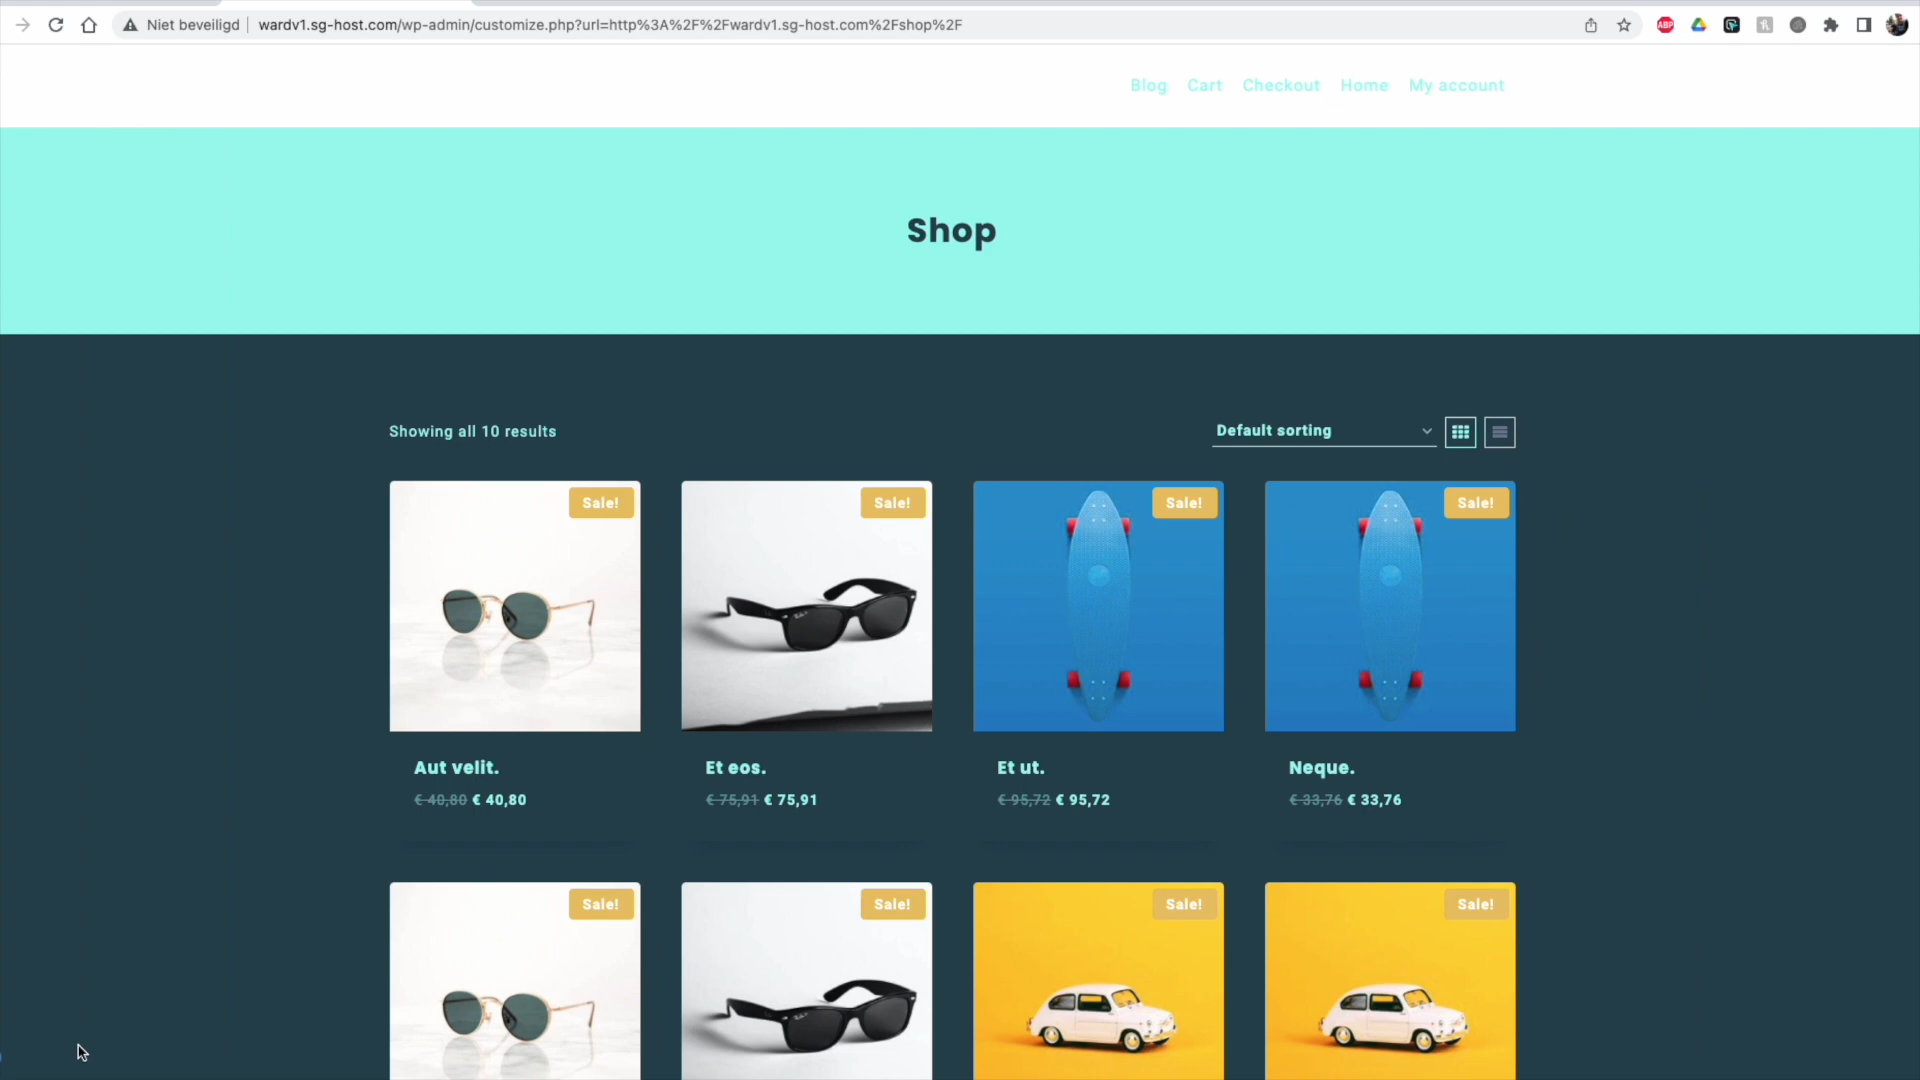 Niet beveiligd wardv1.sg-host.com/wp-admin/customize.php?url=http%3A%2F%2Fwardv1.sg-host.com%2Fshop%2F
ABP
Blog Cart Checkout Home My account
Shop
Showing all 10 results
Default sorting
Sale! Sale! Sale! Sale!
Aut velit. Et eos. Et ut. Neque.
€ 40,80 € 40,80 € 75,91 € 75,91 € 95,72 € 95,72 € 33,76 € 33,76
Sale! Sale! Sale! Sale!